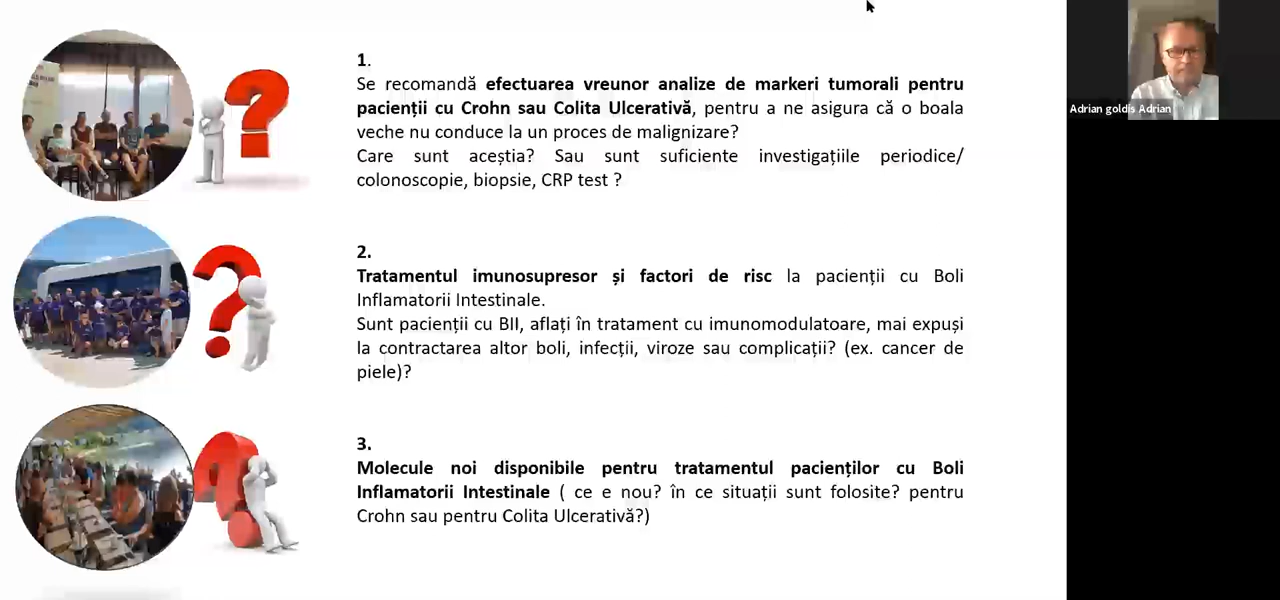 1.
Se recomandă efectuarea vreunor analize de markeri tumorali pentru
pacienții cu Crohn sau Colita Ulcerativă, pentru a ne asigura că o boala
veche nu conduce la un proces de malignizare?
Care sunt aceștia? Sau sunt suficiente investigațiile periodice/
colonoscopie, biopsie, CRP test ?
2.
Tratamentul imunosupresor și factori de risc la pacienții cu Boli
Inflamatorii Intestinale.
Sunt pacienții cu BII, aflați în tratament cu imunomodulatoare, mai expuși
la contractarea altor boli, infecții, viroze sau complicații? (ex. cancer de
piele)?
3.
Molecule noi disponibile pentru tratamentul pacienților cu Boli
Inflamatorii Intestinale ( ce e nou? în ce situații sunt folosite? pentru
Crohn sau pentru Colita Ulcerativă?)
Adrian goldis Adrian